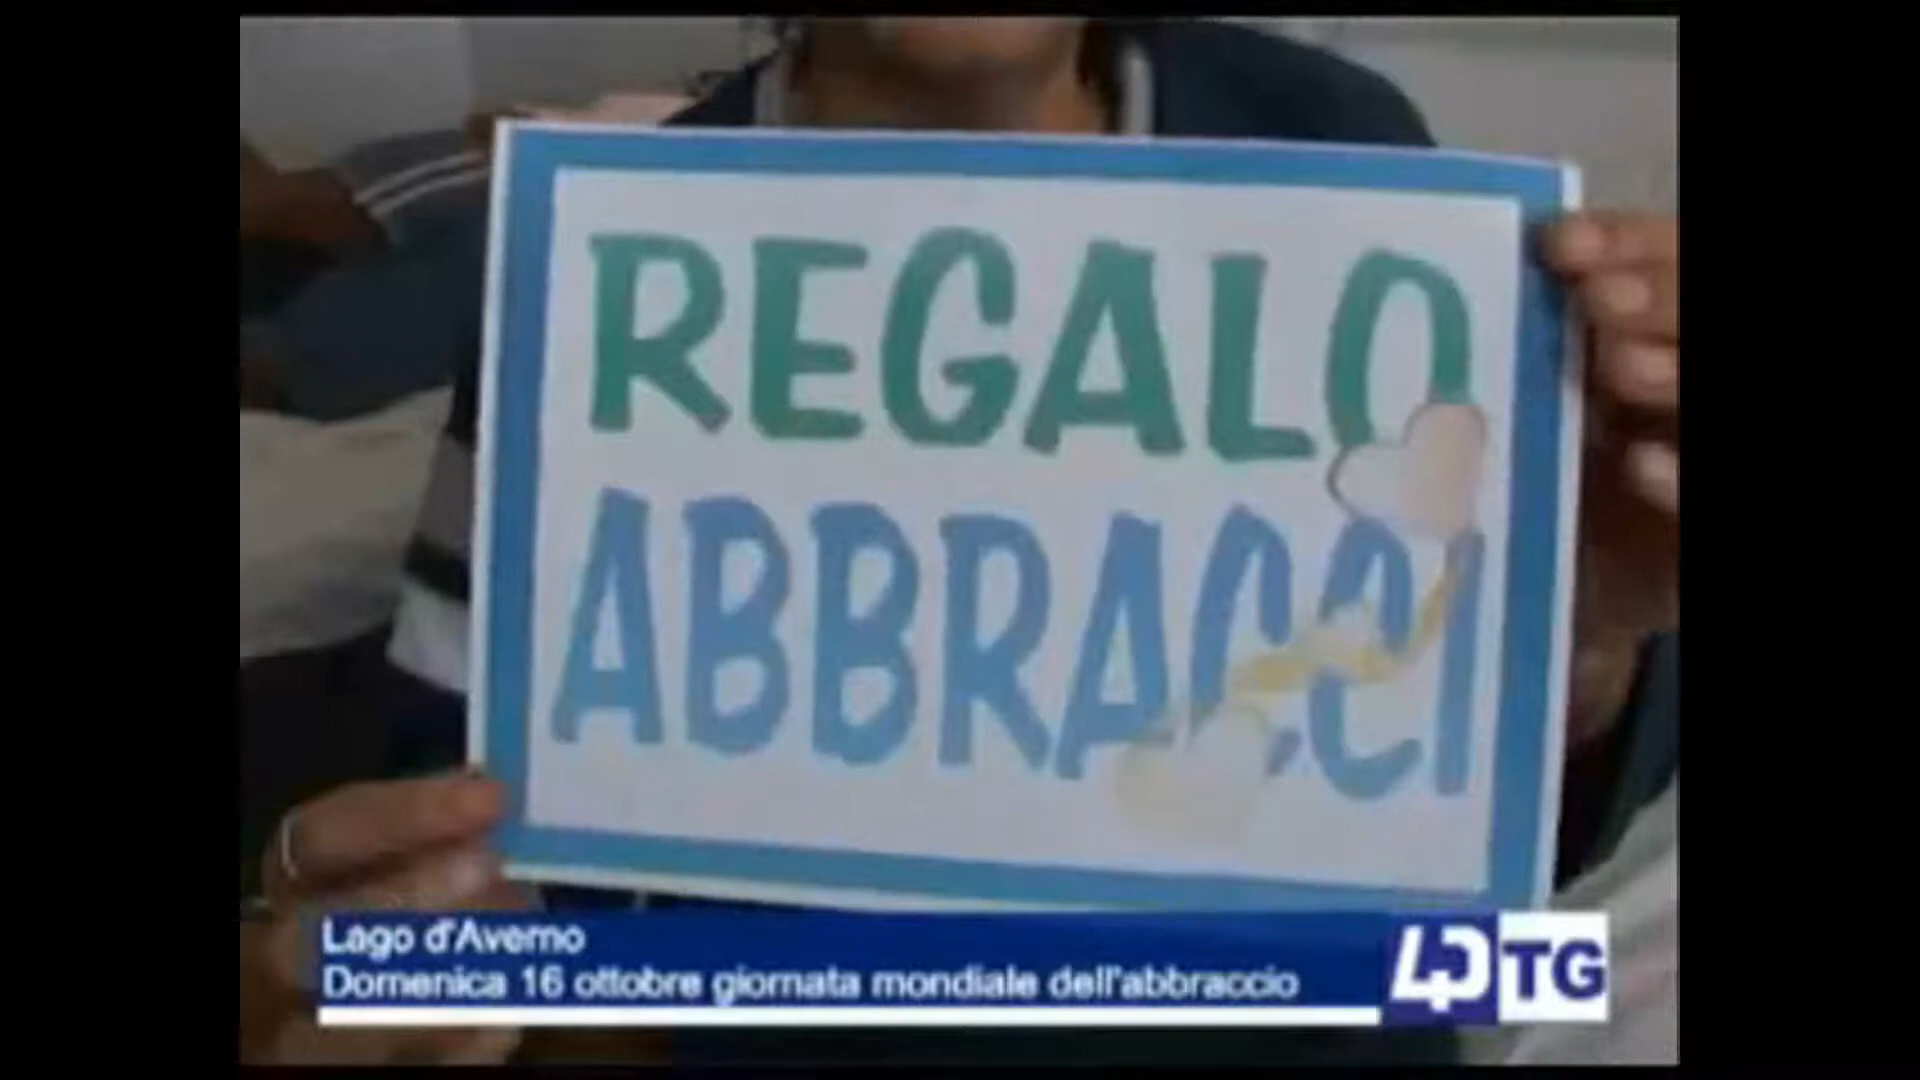 REGALO
ABBRACCI
Lago d'Averno
Domenica 16 ottobre giornata mondiale dell'abbraccio
TG